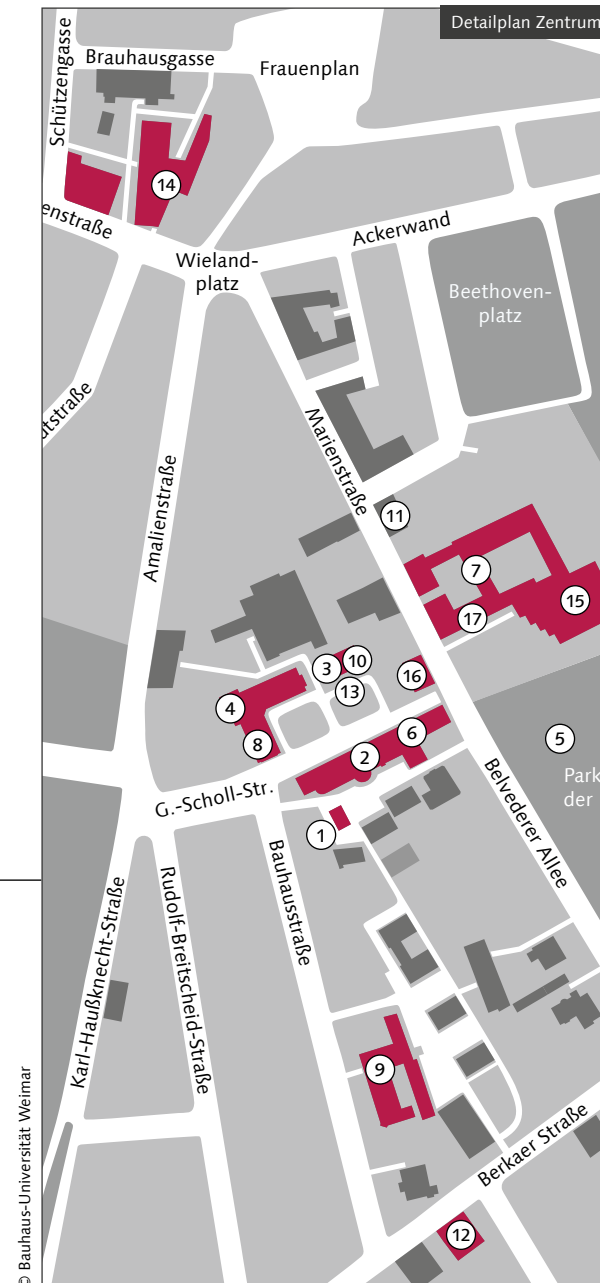 Detailplan Zentrum
Schützengasse
Brauhausgasse
Frauenplan
14
enstraße
Wieland-
platz
Ackerwand
Beethoven-
platz
Marienstraße
Amalienstraße
11
7
15
17
3
10
16
13
4
8
6
2
5
Park
der
G.-Scholl-Str.
1
Belvederer Allee
Bauhausstraße
Rudolf-Breitscheid-Straße
Karl-Haußknecht-Straße
9
Berkaer Straße
12
© Bauhaus-Universität Weimar